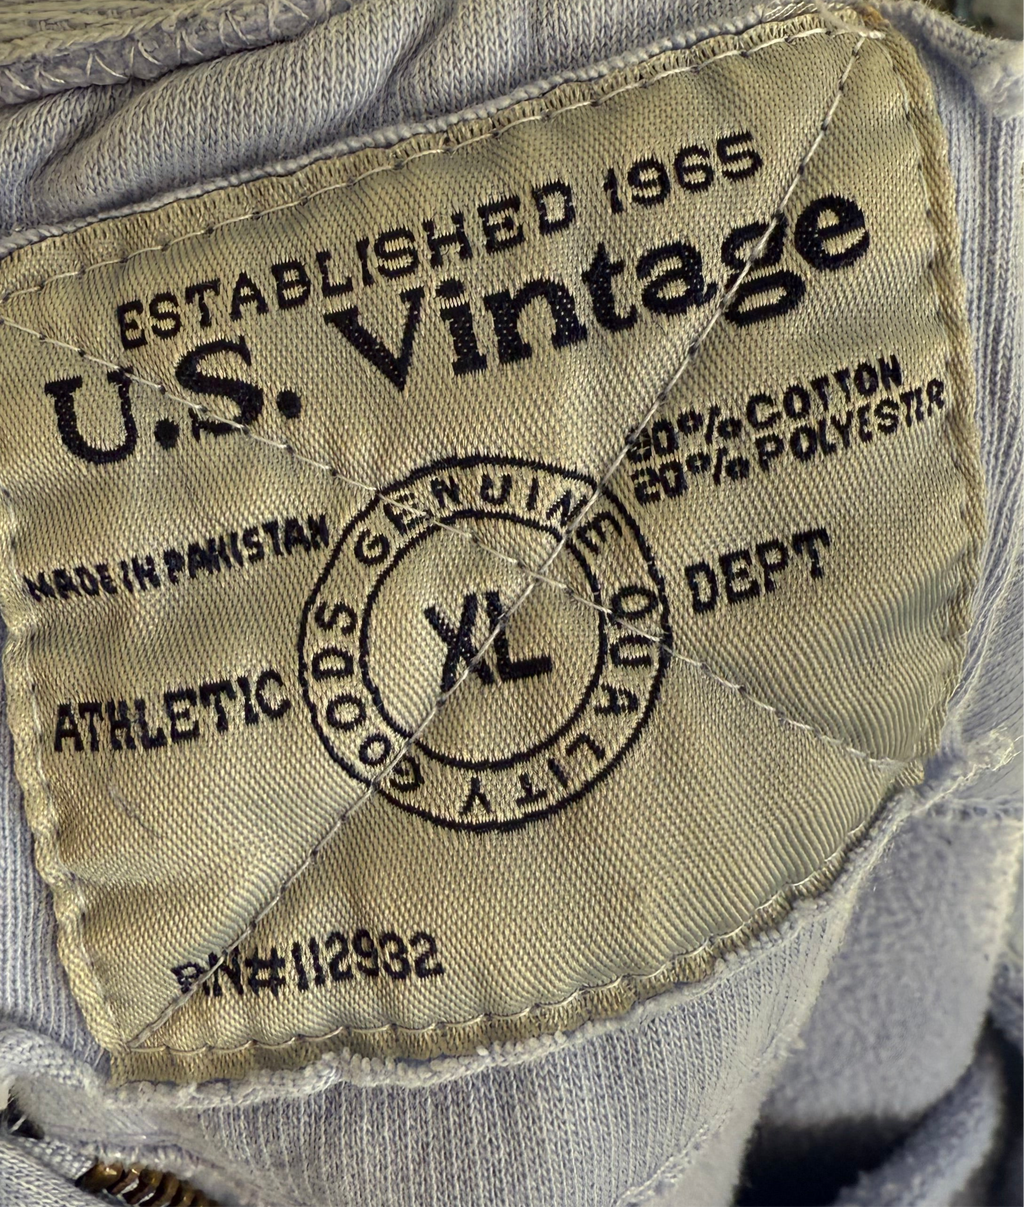 ESTABLISHED 1965
U.S. Vintage
80% COTTON
20% POLYESTER
MADE IN PAKISTAN
GENUINE QUALITY GOODS
XL
ATHLETIC DEPT
RN#112932